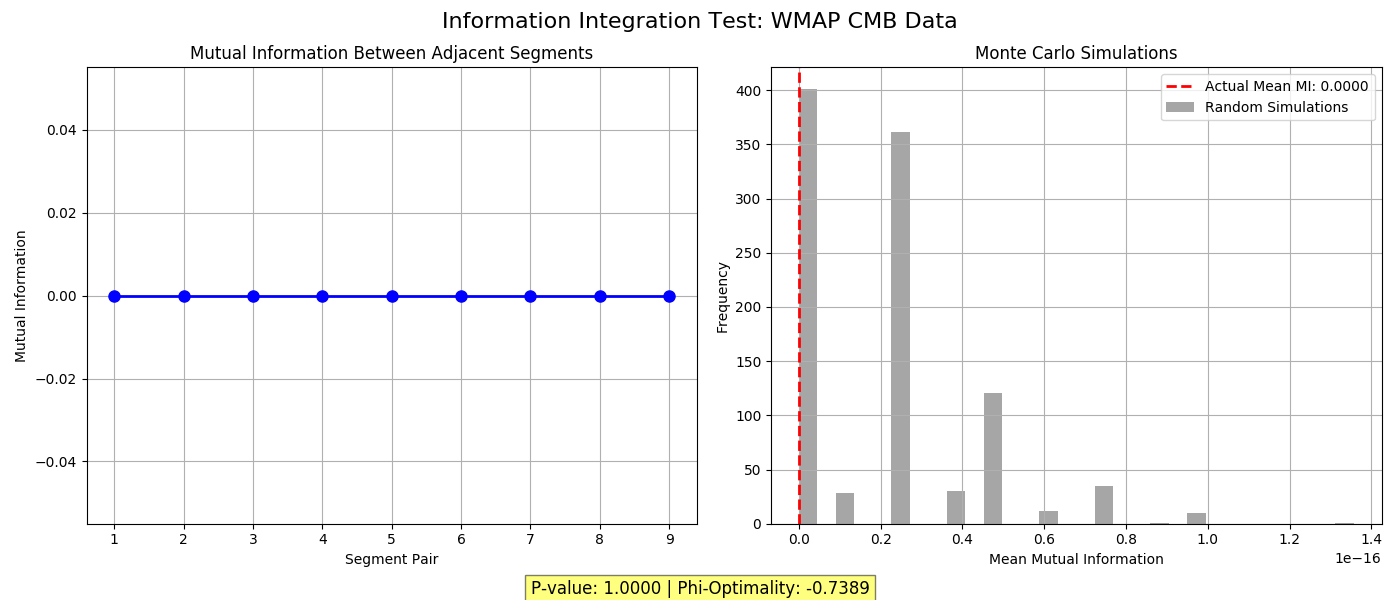 Information Integration Test: WMAP CMB Data
Mutual Information Between Adjacent Segments
Mutual Information
0.04
0.02
0.00
−0.02
−0.04
1 2 3 4 5 6 7 8 9
Segment Pair
Monte Carlo Simulations
Frequency
400
350
300
250
200
150
100
50
0
Actual Mean MI: 0.0000
Random Simulations
0.0 0.2 0.4 0.6 0.8 1.0 1.2 1.4
1e−16
Mean Mutual Information
P-value: 1.0000 | Phi-Optimality: -0.7389